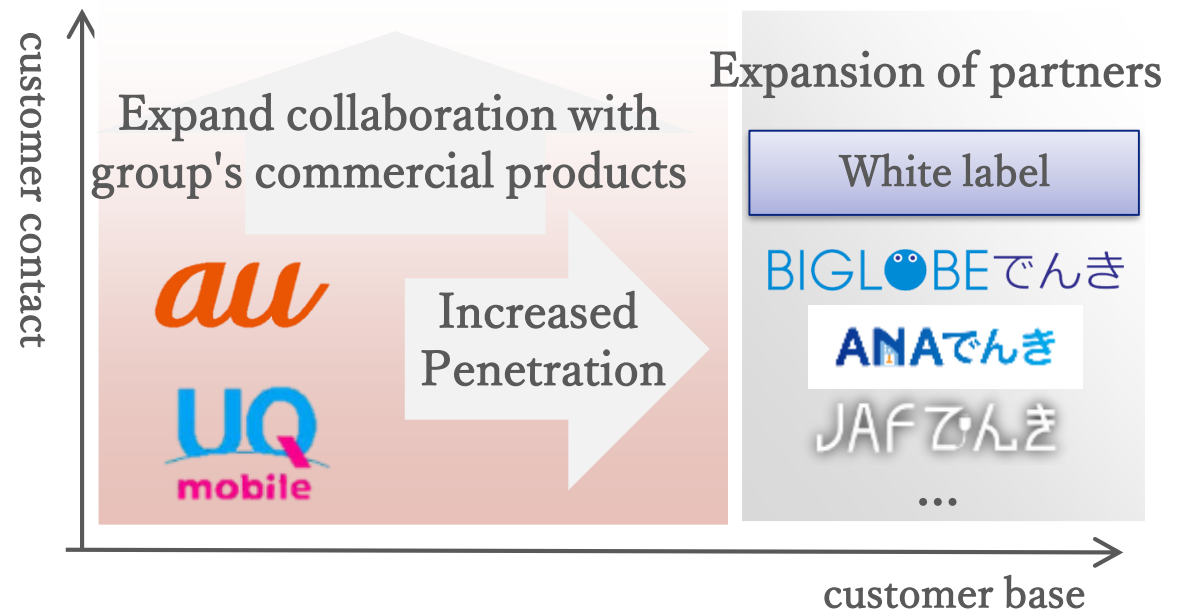 customer contact
Expand collaboration with
group's commercial products
au
UQ
mobile
Increased
Penetration
Expansion of partners
White label
BIGLOBEでんき
ANAでんき
JAFでんき
...
customer base